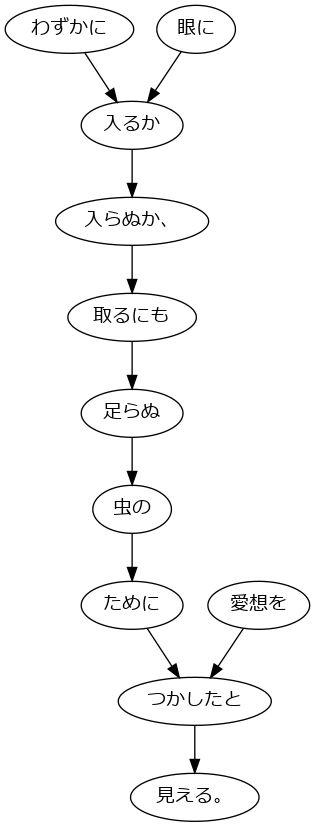 わずかに
眼に
入るか
入らぬか、
取るにも
足らぬ
虫の
ために
愛想を
つかしたと
見える。